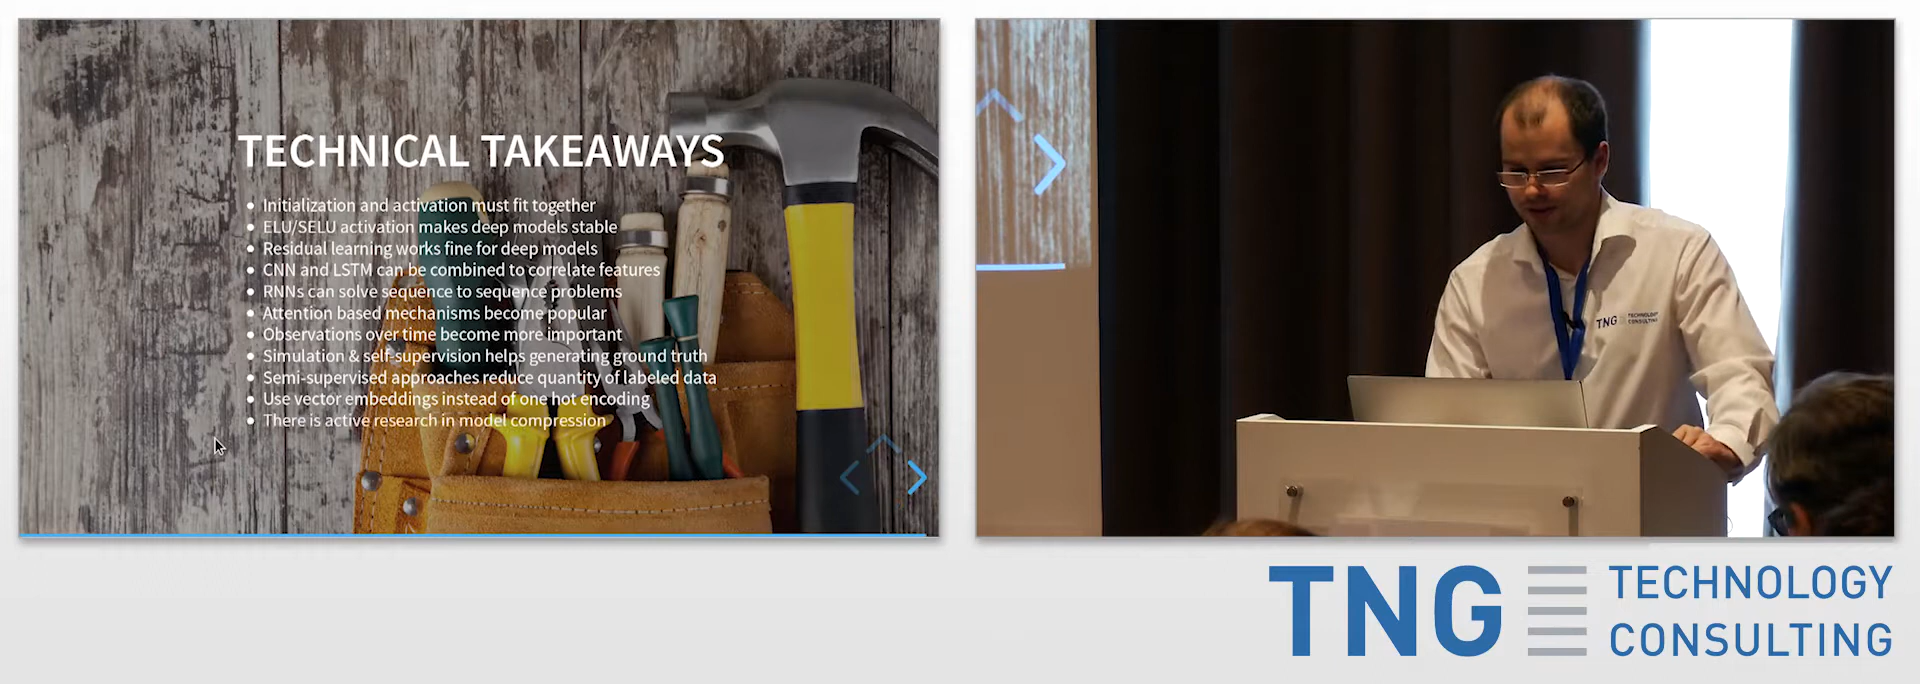 TECHNICAL TAKEAWAYS
● Initialization and activation must fit together
● ELU/SELU activation makes deep models stable
● Residual learning works fine for deep models
● CNN and LSTM can be combined to correlate features
● RNNs can solve sequence to sequence problems
● Attention based mechanisms become popular
● Observations over time become more important
● Simulation & self-supervision helps generating ground truth
● Semi-supervised approaches reduce quantity of labeled data
● Use vector embeddings instead of one hot encoding
● There is active research in model compression
TNG TECHNOLOGY
CONSULTING
TNG TECHNOLOGY
CONSULTING